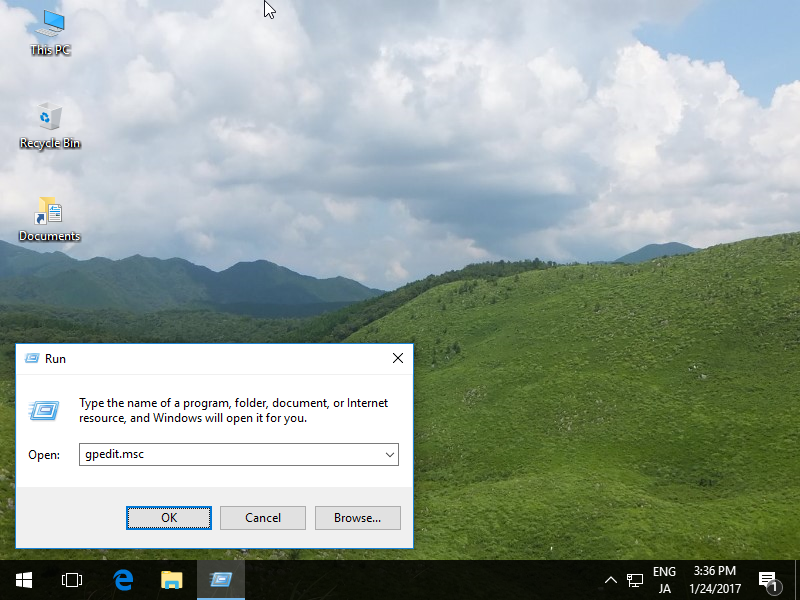 This PC
Recycle Bin
Documents
Run
Type the name of a program, folder, document, or Internet
resource, and Windows will open it for you.
Open:
gpedit.msc
OK
Cancel
Browse...
ENG
JA
3:36 PM
1/24/2017
1